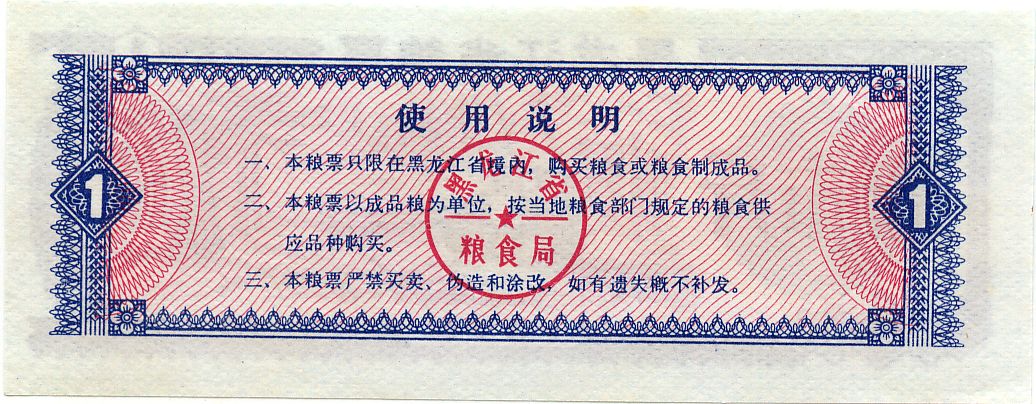 使用说明
一、本粮票只限在黑龙江省境内，购买粮食或粮食制成品。
二、本粮票以成品粮为单位，按当地粮食部门规定的粮食供
应品种购买。
三、本粮票严禁买卖、伪造和涂改，如有遗失概不补发。
黑龙江省
粮食局
1
1